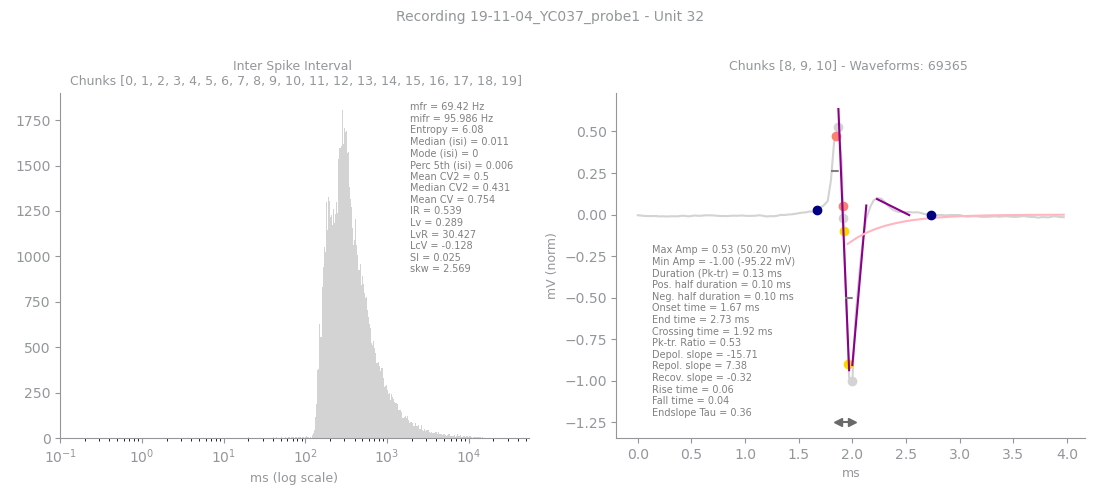 Recording 19-11-04_YC037_probe1 - Unit 32
Inter Spike Interval
Chunks [0, 1, 2, 3, 4, 5, 6, 7, 8, 9, 10, 11, 12, 13, 14, 15, 16, 17, 18, 19]
mfr = 69.42 Hz
mifr = 95.986 Hz
Entropy = 6.08
Median (isi) = 0.011
Mode (isi) = 0
Perc 5th (isi) = 0.006
Mean CV2 = 0.5
Median CV2 = 0.431
Mean CV = 0.754
IR = 0.539
Lv = 0.289
LvR = 30.427
LcV = -0.128
SI = 0.025
skw = 2.569
1750
1500
1250
1000
750
500
250
0
10⁻¹ 10⁰ 10¹ 10² 10³ 10⁴
ms (log scale)
Chunks [8, 9, 10] - Waveforms: 69365
0.50
0.25
0.00
−0.25
−0.50
−0.75
−1.00
−1.25
mV (norm)
Max Amp = 0.53 (50.20 mV)
Min Amp = -1.00 (-95.22 mV)
Duration (Pk-tr) = 0.13 ms
Pos. half duration = 0.10 ms
Neg. half duration = 0.10 ms
Onset time = 1.67 ms
End time = 2.73 ms
Crossing time = 1.92 ms
Pk-tr. Ratio = 0.53
Depol. slope = -15.71
Repol. slope = 7.38
Recov. slope = -0.32
Rise time = 0.06
Fall time = 0.04
Endslope Tau = 0.36
0.0 0.5 1.0 1.5 2.0 2.5 3.0 3.5 4.0
ms